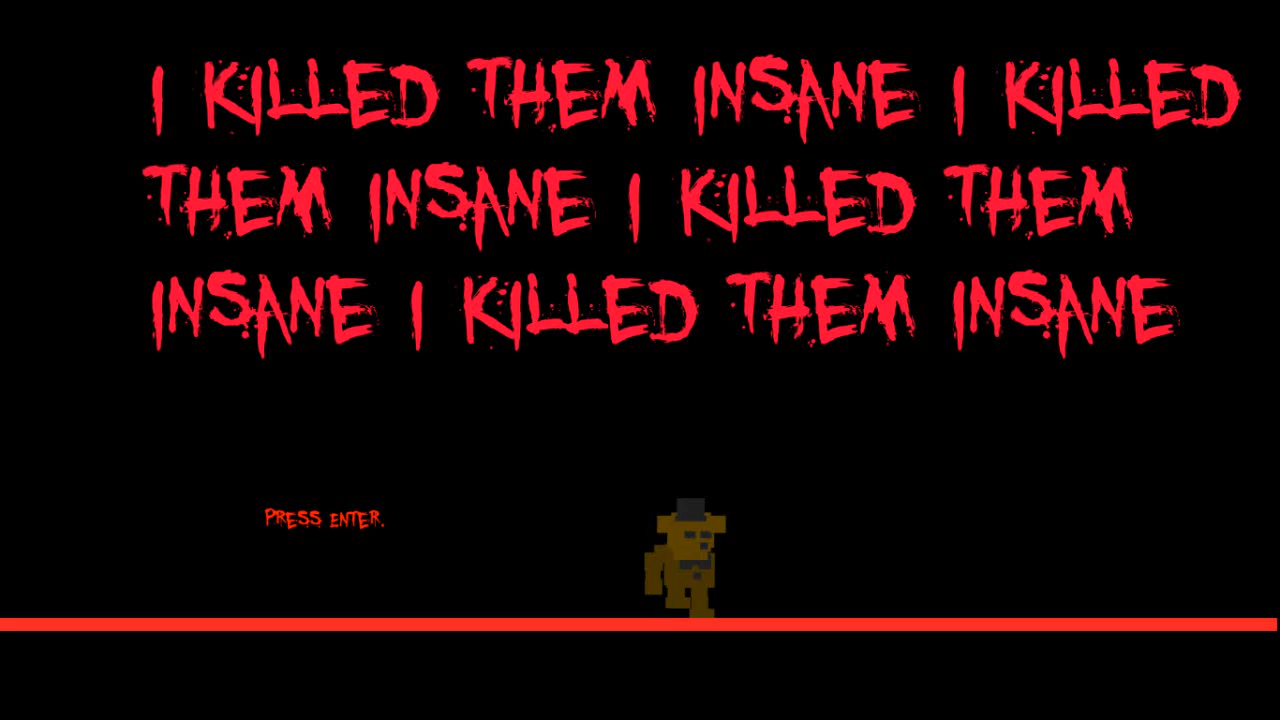 I KILLED THEM INSANE I KILLED
THEM INSANE I KILLED THEM
INSANE I KILLED THEM INSANE
PRESS ENTER.